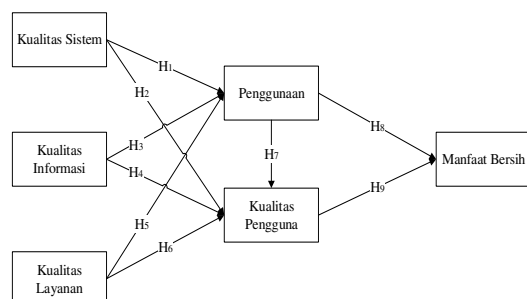 Kualitas Sistem
H1
H2
Penggunaan
Kualitas
Informasi
H3
H4
H7
H8
Manfaat Bersih
H9
Kualitas
Pengguna
H5
H6
Kualitas
Layanan